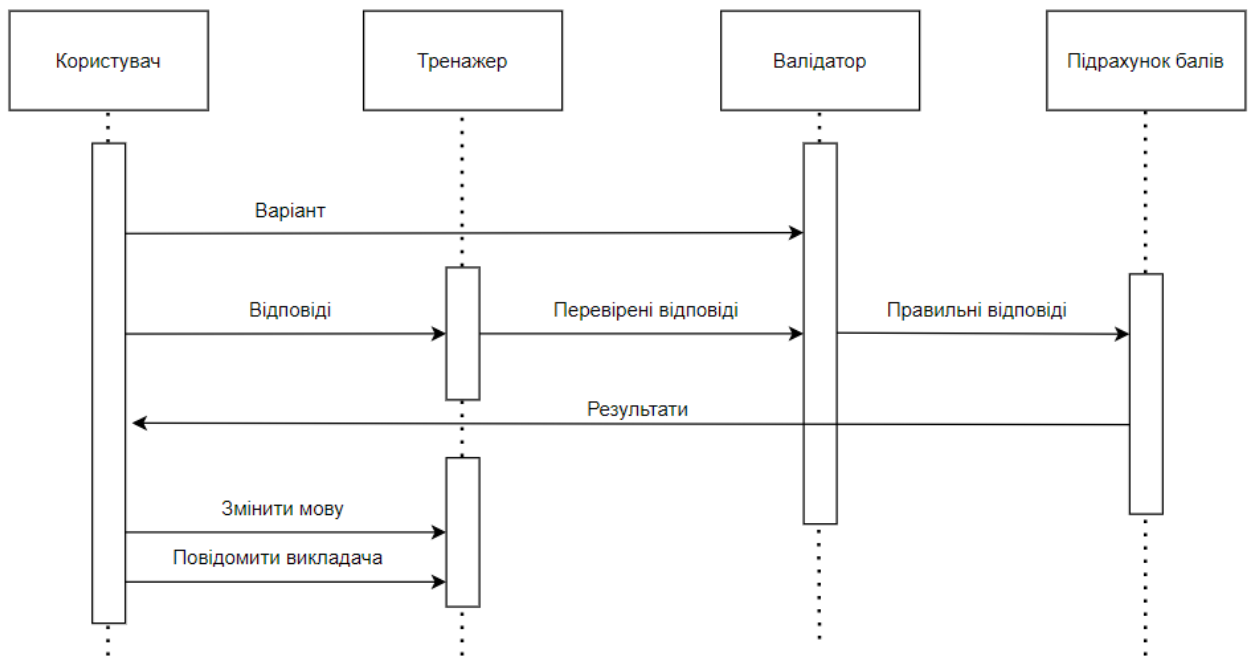 Користувач
Тренажер
Валідатор
Підрахунок балів
Варіант
Відповіді
Перевірені відповіді
Правильні відповіді
Результати
Змінити мову
Повідомити викладача